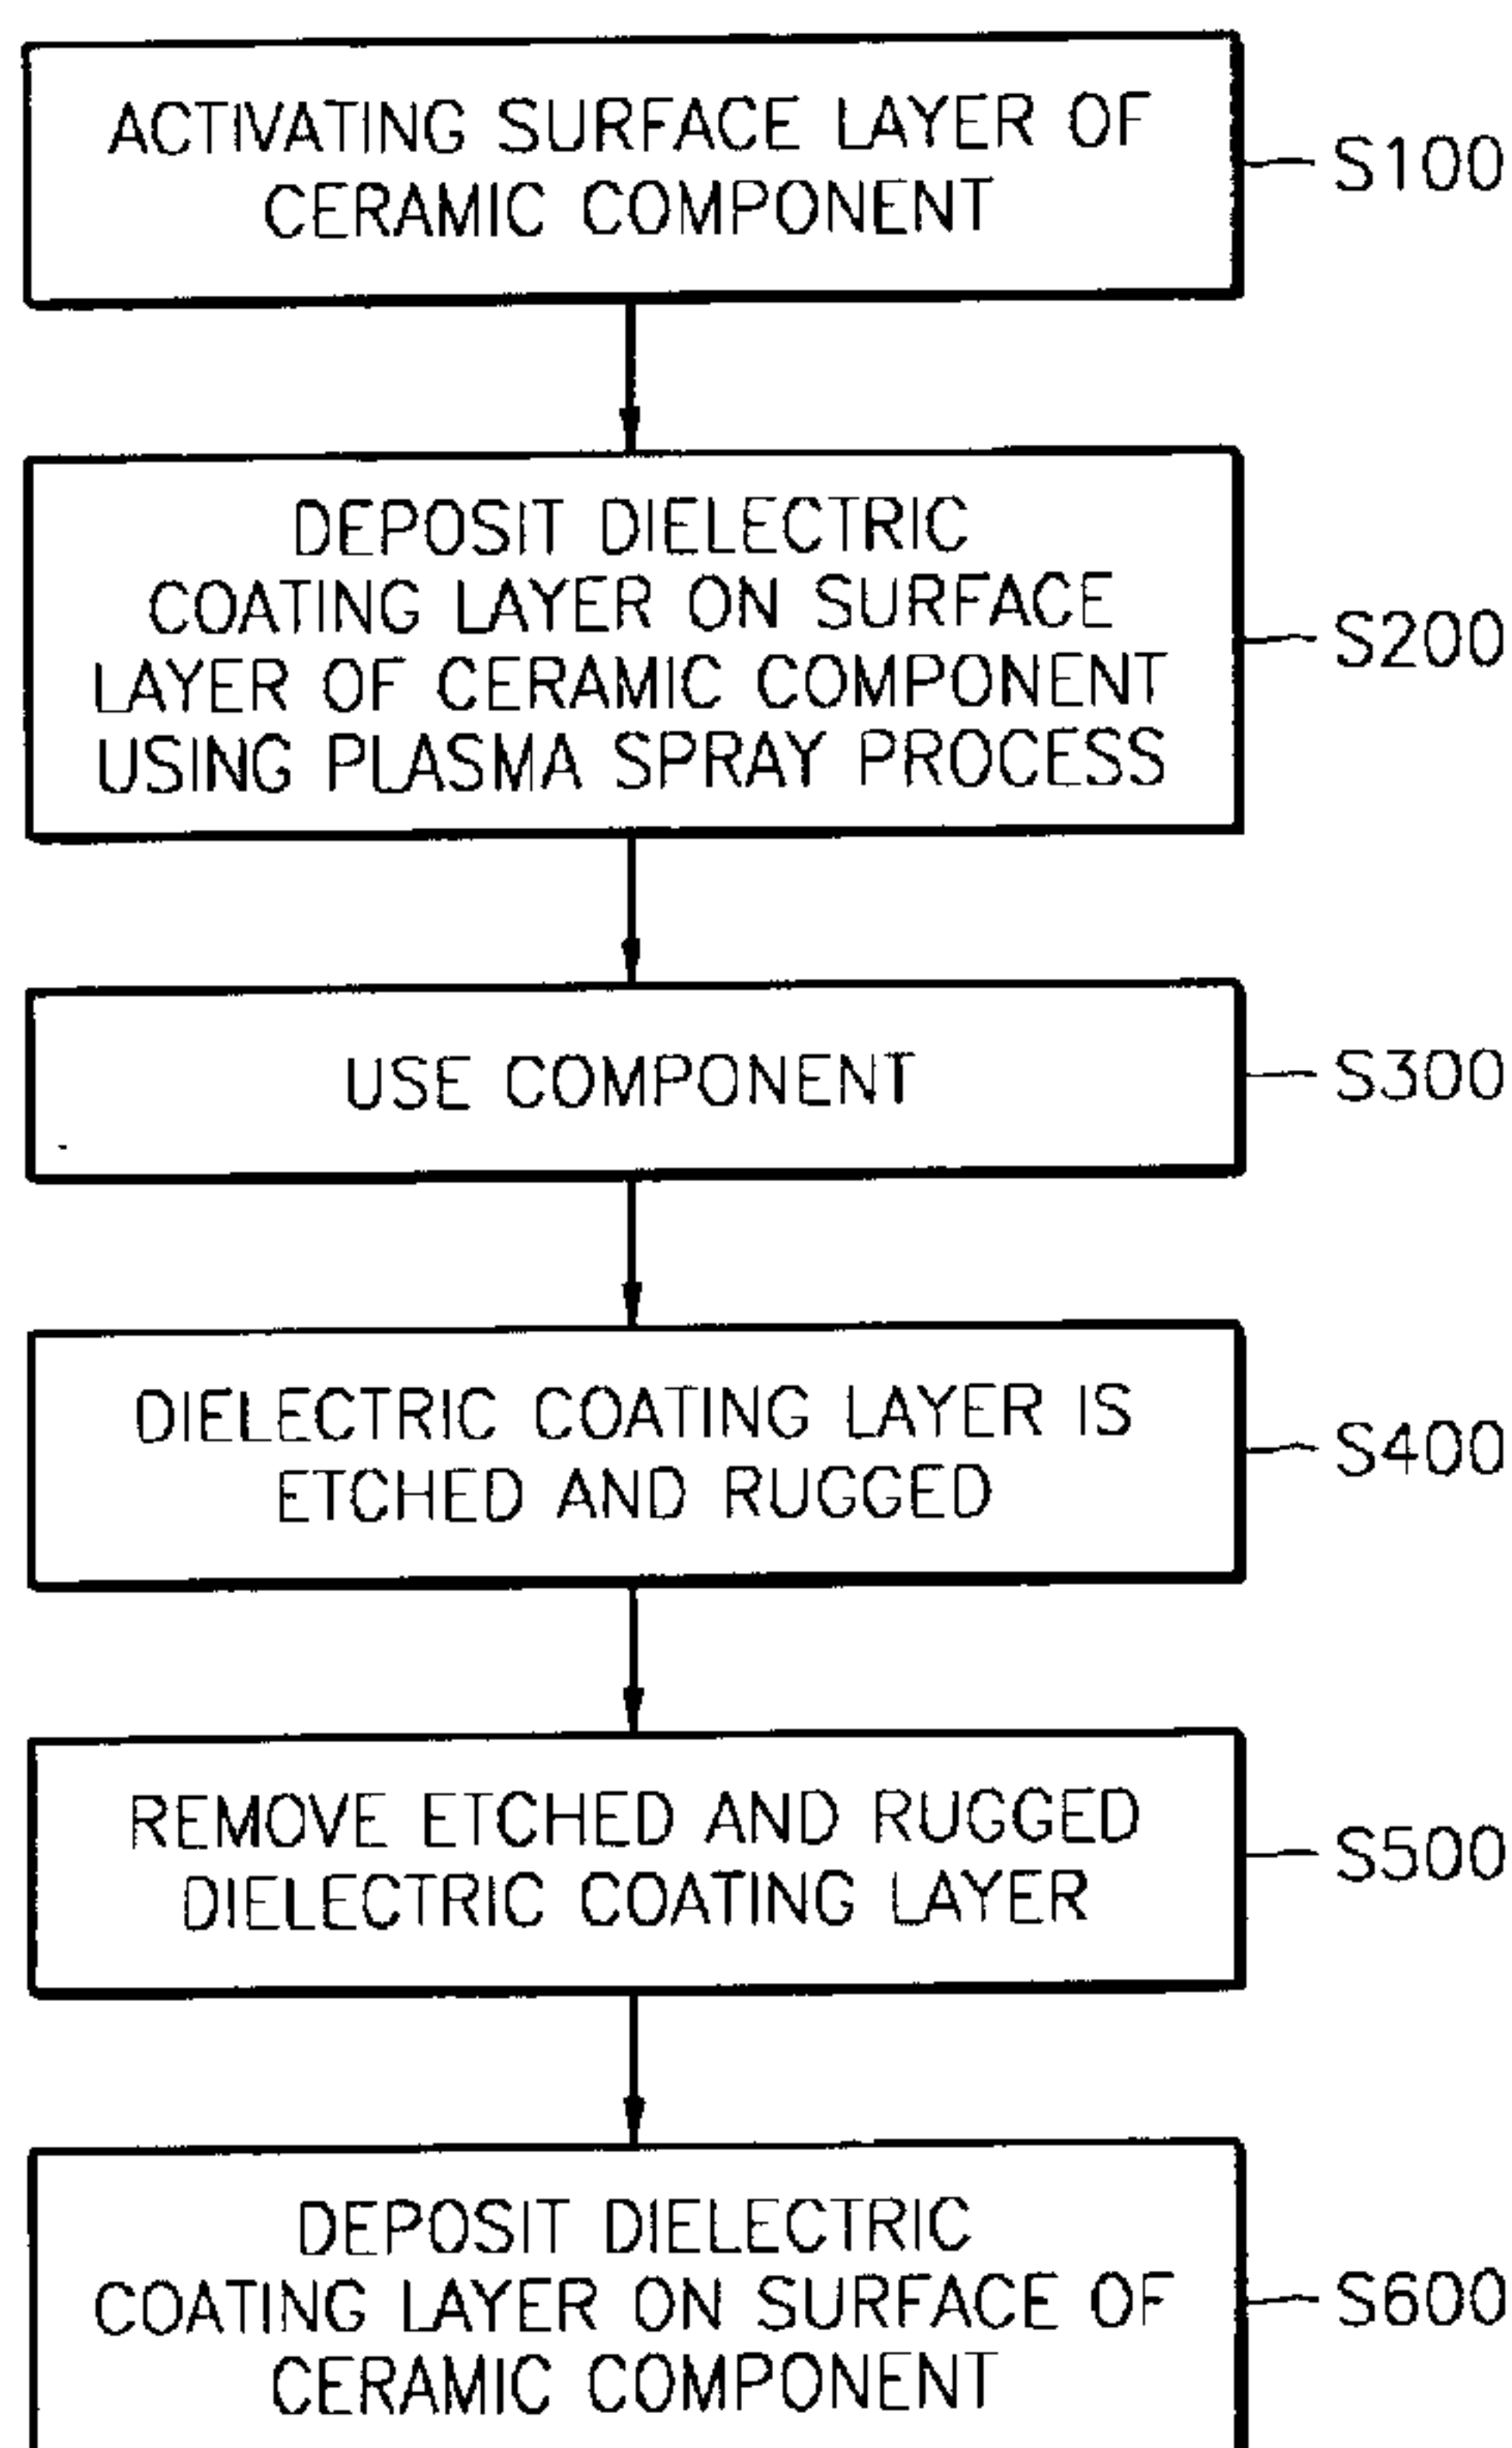 ACTIVATING SURFACE LAYER OF
CERAMIC COMPONENT
S100
DEPOSIT DIELECTRIC
COATING LAYER ON SURFACE
LAYER OF CERAMIC COMPONENT
USING PLASMA SPRAY PROCESS
S200
USE COMPONENT
S300
DIELECTRIC COATING LAYER IS
ETCHED AND RUGGED
S400
REMOVE ETCHED AND RUGGED
DIELECTRIC COATING LAYER
S500
DEPOSIT DIELECTRIC
COATING LAYER ON SURFACE OF
CERAMIC COMPONENT
S600